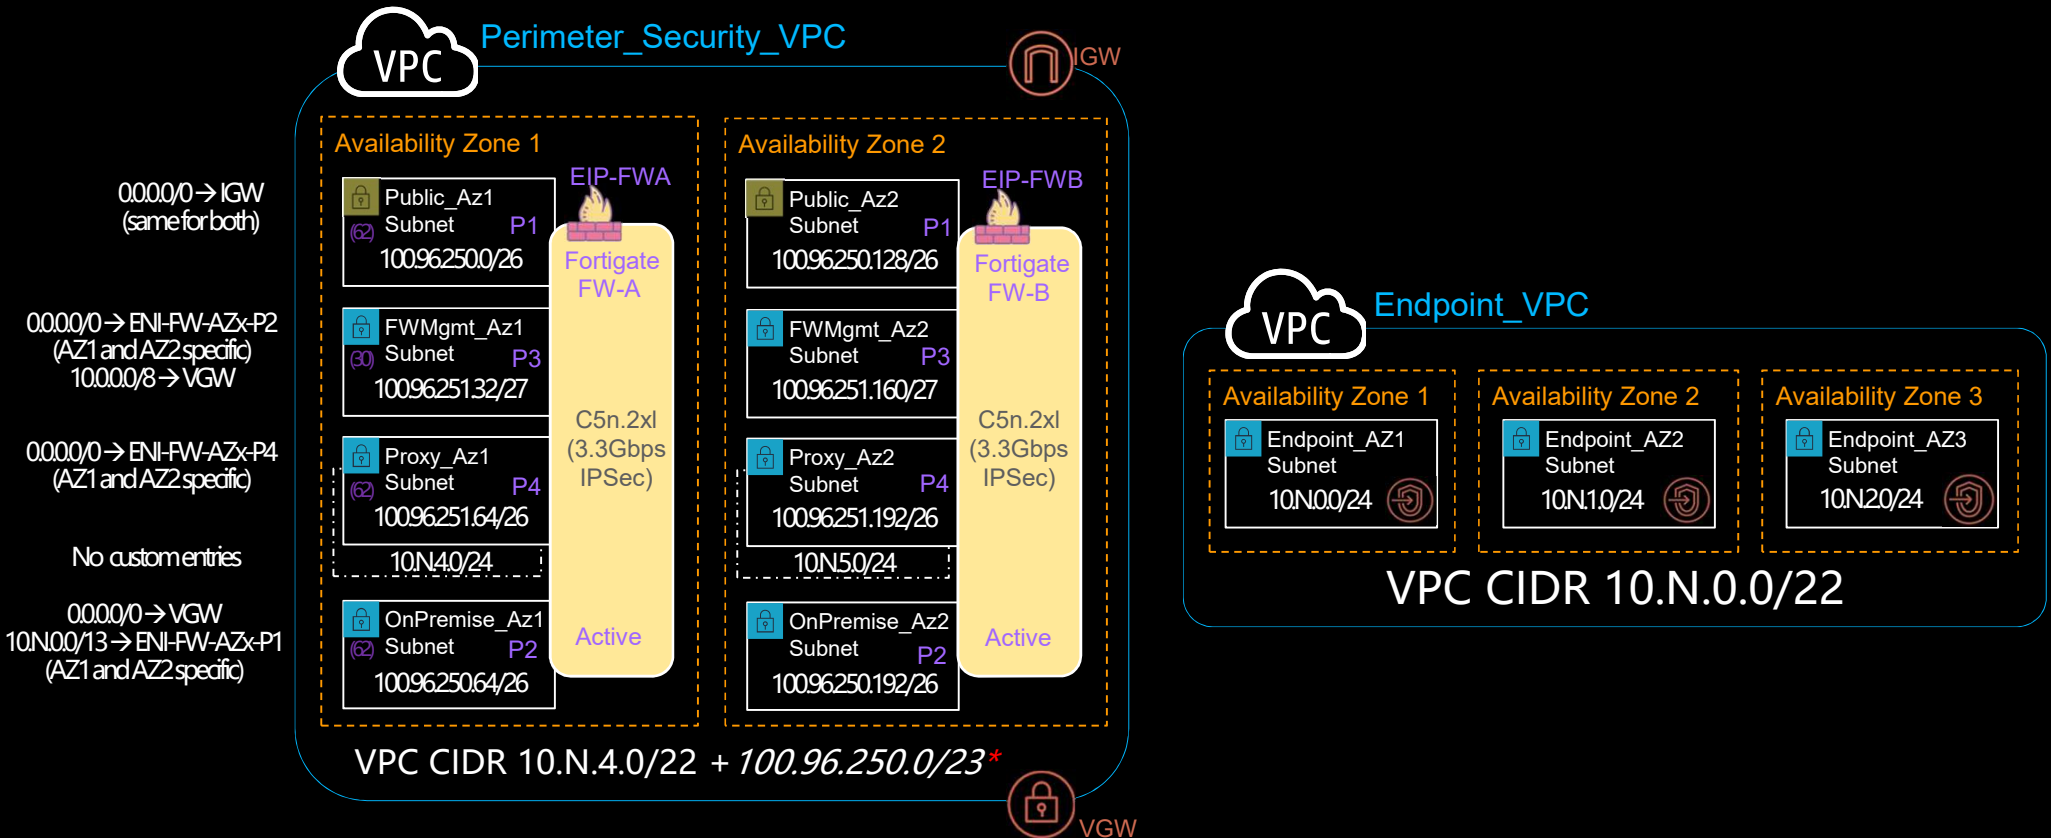 VPC
Perimeter_Security_VPC
IGW
0.0.0.0/0 → IGW
(same for both)
0.0.0.0/0 → ENI-FW-AZx-P2
(AZ1 and AZ2 specific)
10.0.0.0/8 → VGW
0.0.0.0/0 → ENI-FW-AZx-P4
(AZ1 and AZ2 specific)
No custom entries
0.0.0.0/0 → VGW
10.N.0.0/13 → ENI-FW-AZx-P1
(AZ1 and AZ2 specific)
Availability Zone 1
EIP-FWA
Public_Az1
Subnet
P1
(62)
100.96.250.0/26
FWMgmt_Az1
Subnet
P3
(30)
100.96.251.32/27
Proxy_Az1
Subnet
P4
(62)
100.96.251.64/26
10.N.4.0/24
OnPremise_Az1
Subnet
P2
(62)
100.96.250.64/26
Fortigate
FW-A
C5n.2xl
(3.3Gbps
IPSec)
Active
Availability Zone 2
EIP-FWB
Public_Az2
Subnet
P1
100.96.250.128/26
FWMgmt_Az2
Subnet
P3
100.96.251.160/27
Proxy_Az2
Subnet
P4
100.96.251.192/26
10.N.5.0/24
OnPremise_Az2
Subnet
P2
100.96.250.192/26
Fortigate
FW-B
C5n.2xl
(3.3Gbps
IPSec)
Active
VPC CIDR 10.N.4.0/22 + 100.96.250.0/23*
VGW
VPC
Endpoint_VPC
Availability Zone 1
Endpoint_AZ1
Subnet
10.N.0.0/24
Availability Zone 2
Endpoint_AZ2
Subnet
10.N.1.0/24
Availability Zone 3
Endpoint_AZ3
Subnet
10.N.2.0/24
VPC CIDR 10.N.0.0/22